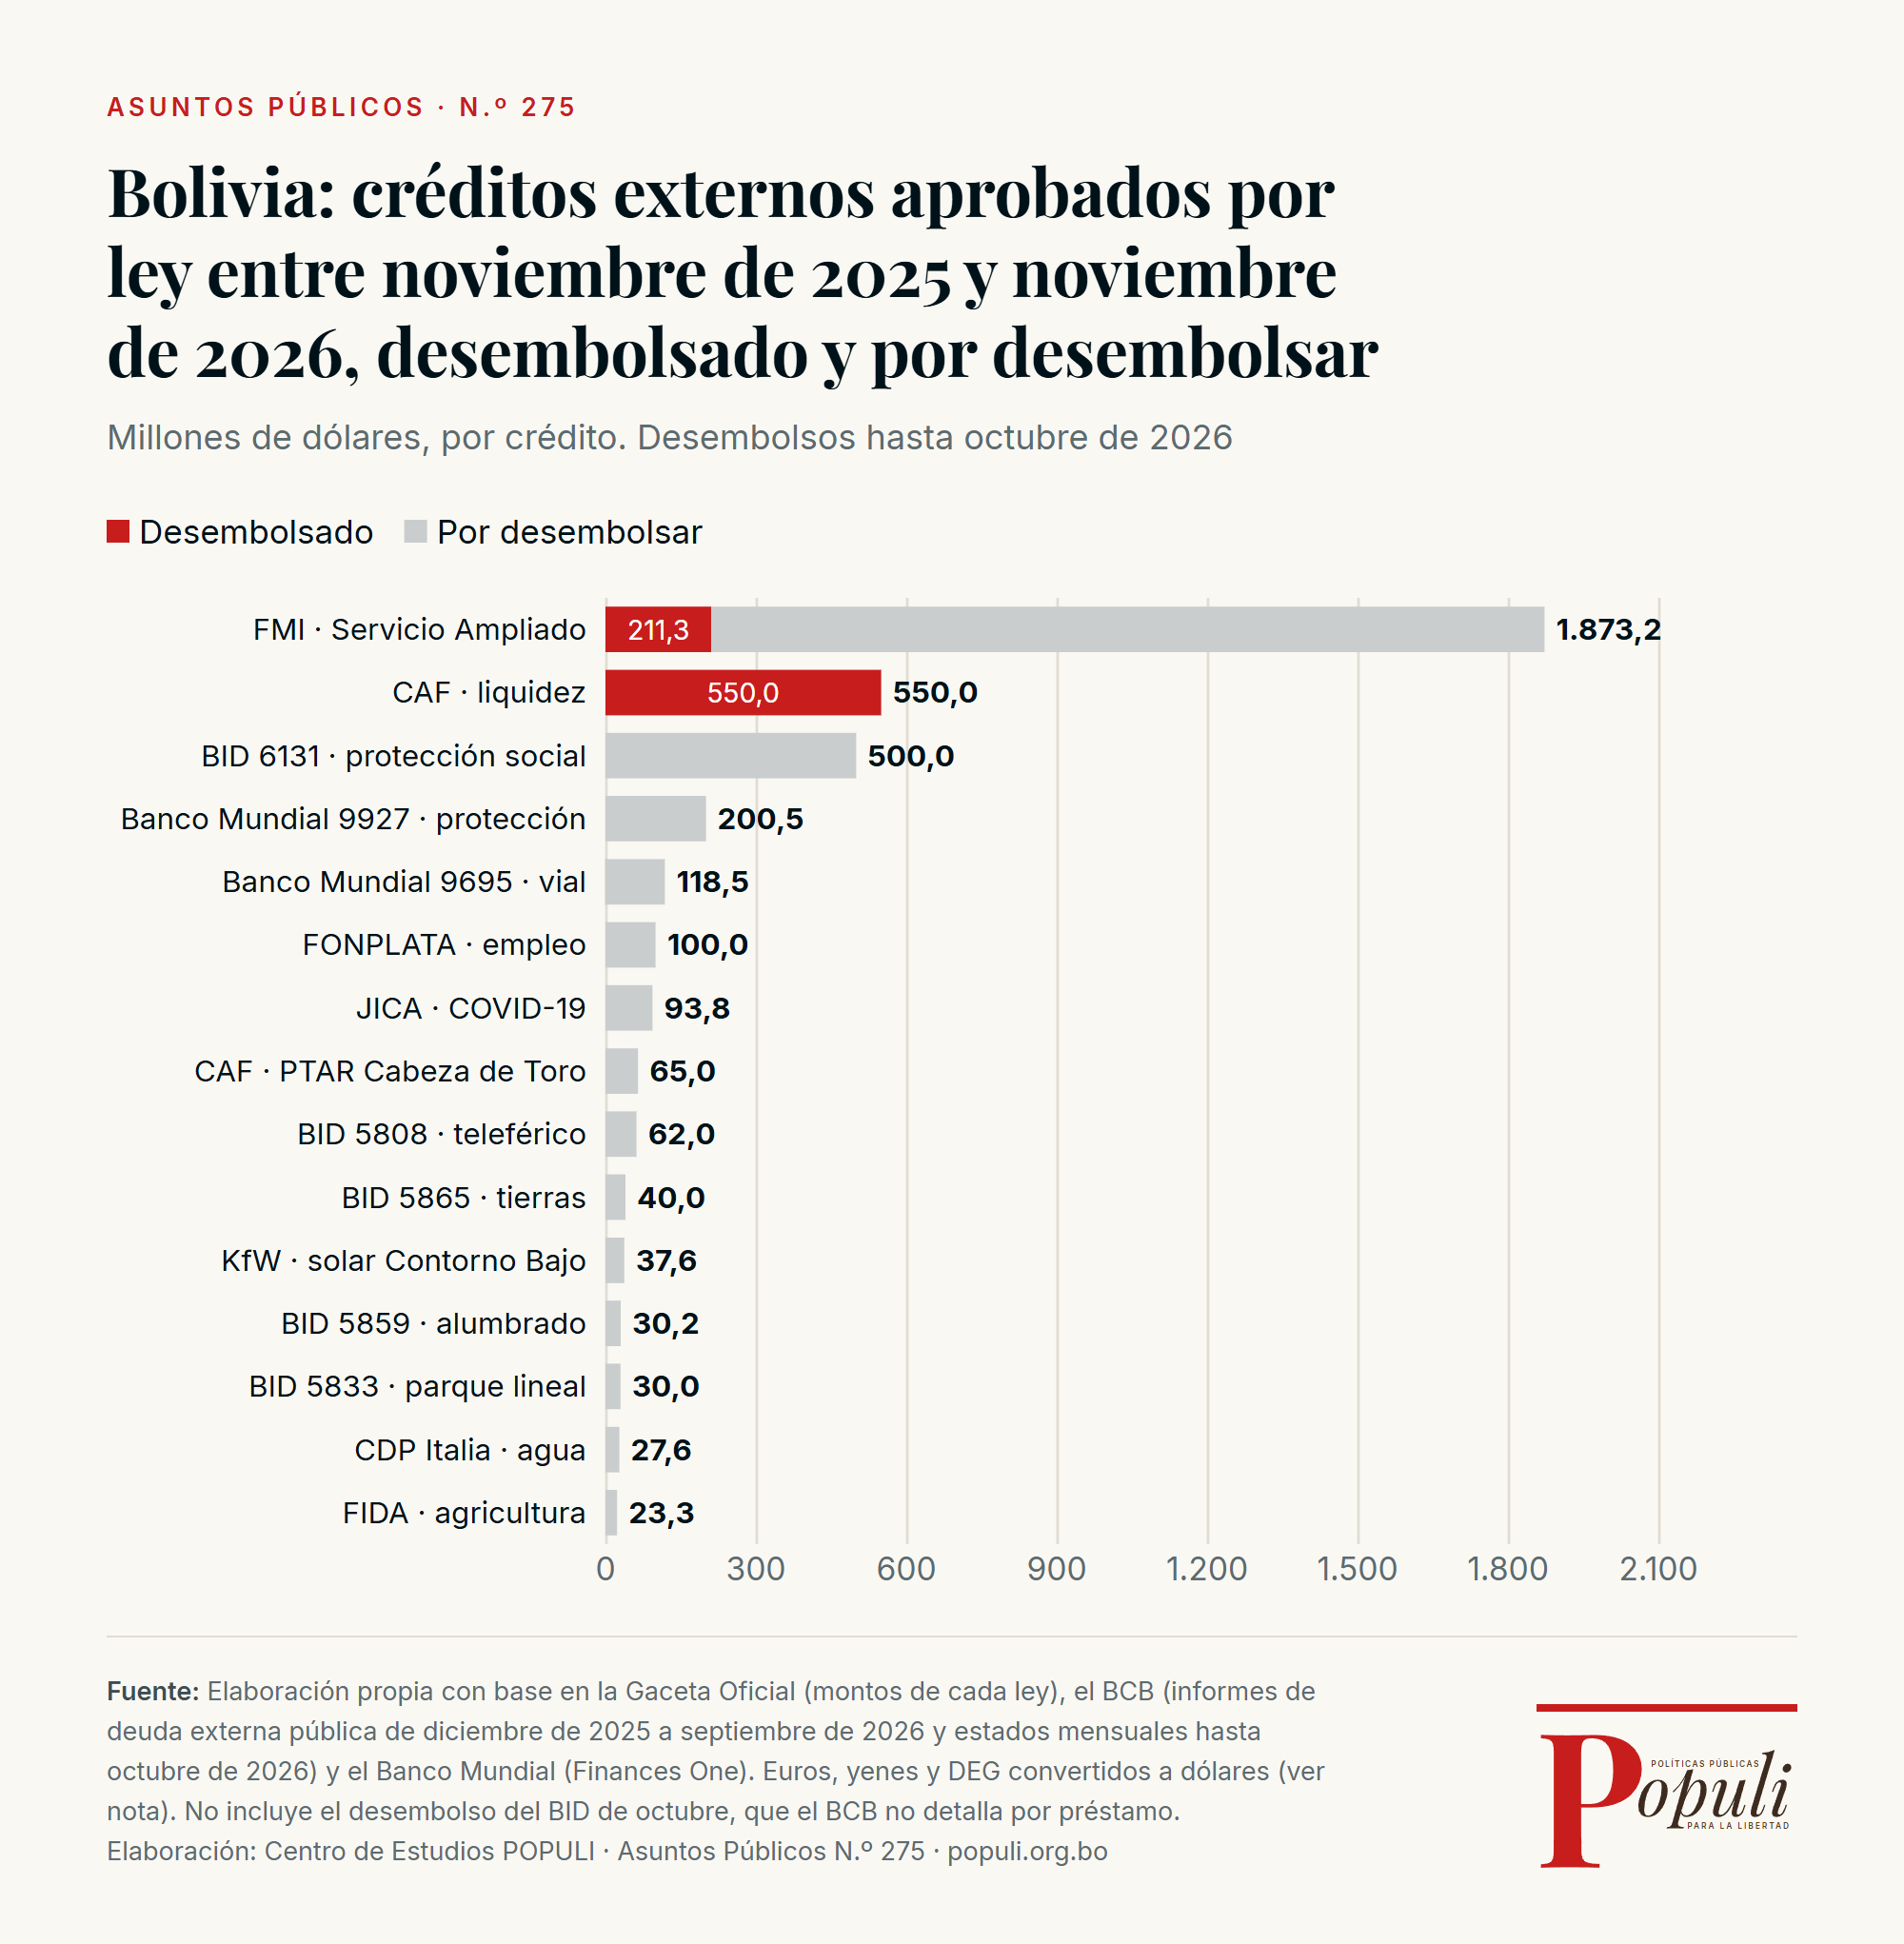 ASUNTOS PÚBLICOS · N.º 275
Bolivia: créditos externos aprobados por
ley entre noviembre de 2025 y noviembre
de 2026, desembolsado y por desembolsar
Millones de dólares, por crédito. Desembolsos hasta octubre de 2026
Desembolsado Por desembolsar
FMI · Servicio Ampliado 211,3 1.873,2
CAF · liquidez 550,0 550,0
BID 6131 · protección social 500,0
Banco Mundial 9927 · protección 200,5
Banco Mundial 9695 · vial 118,5
FONPLATA · empleo 100,0
JICA · COVID-19 93,8
CAF · PTAR Cabeza de Toro 65,0
BID 5808 · teleférico 62,0
BID 5865 · tierras 40,0
KfW · solar Contorno Bajo 37,6
BID 5859 · alumbrado 30,2
BID 5833 · parque lineal 30,0
CDP Italia · agua 27,6
FIDA · agricultura 23,3
0 300 600 900 1.200 1.500 1.800 2.100
Fuente: Elaboración propia con base en la Gaceta Oficial (montos de cada ley), el BCB (informes de
deuda externa pública de diciembre de 2025 a septiembre de 2026 y estados mensuales hasta
octubre de 2026) y el Banco Mundial (Finances One). Euros, yenes y DEG convertidos a dólares (ver
nota). No incluye el desembolso del BID de octubre, que el BCB no detalla por préstamo.
Elaboración: Centro de Estudios POPULI · Asuntos Públicos N.º 275 · populi.org.bo
POLÍTICAS PÚBLICAS
Populi
PARA LA LIBERTAD